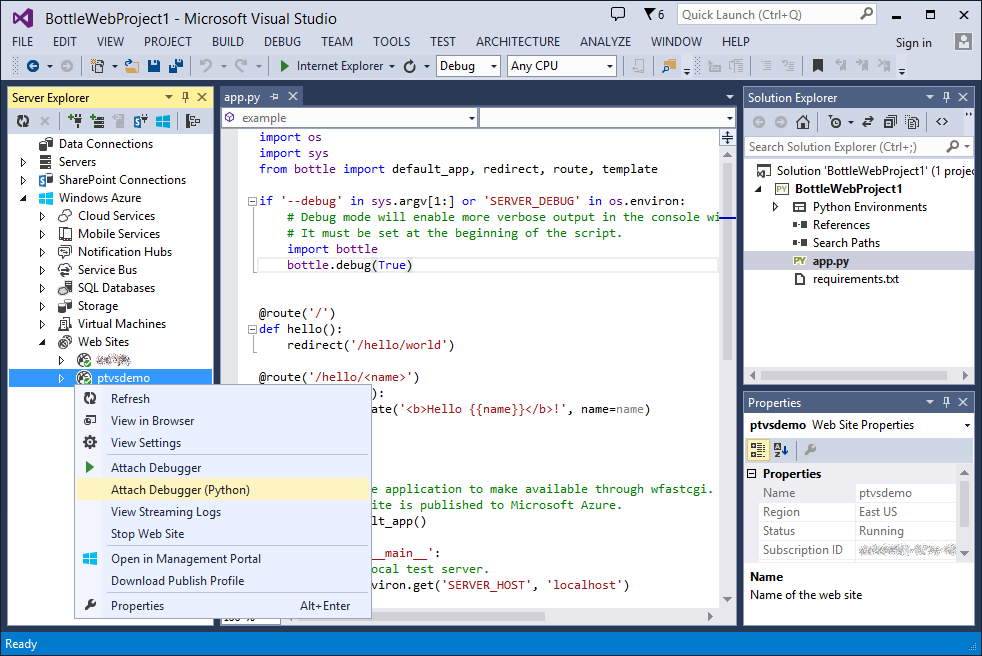 BottleWebProject1 - Microsoft Visual Studio
6
Quick Launch (Ctrl+Q)
FILE EDIT VIEW PROJECT BUILD DEBUG TEAM TOOLS TEST ARCHITECTURE ANALYZE WINDOW HELP
Sign in
Internet Explorer
Debug
Any CPU
Server Explorer
Data Connections
Servers
SharePoint Connections
Windows Azure
Cloud Services
Mobile Services
Notification Hubs
Service Bus
SQL Databases
Storage
Virtual Machines
Web Sites
ptvsdemo
Refresh
View in Browser
View Settings
Attach Debugger
Attach Debugger (Python)
View Streaming Logs
Stop Web Site
Open in Management Portal
Download Publish Profile
Properties Alt+Enter
app.py
example
import os
import sys
from bottle import default_app, redirect, route, template
if '--debug' in sys.argv[1:] or 'SERVER_DEBUG' in os.environ:
# Debug mode will enable more verbose output in the console wi
# It must be set at the beginning of the script.
import bottle
bottle.debug(True)
@route('/')
def hello():
redirect('/hello/world')
@route('/hello/<name>')
):
ate('<b>Hello {{name}}</b>!', name=name)
e application to make available through wfastcgi.
ite is published to Microsoft Azure.
lt_app()
__main__':
ocal test server.
viron.get('SERVER_HOST', 'localhost')
Solution Explorer
Search Solution Explorer (Ctrl+;)
Solution 'BottleWebProject1' (1 projec
PY BottleWebProject1
Python Environments
References
Search Paths
PY app.py
requirements.txt
Properties
ptvsdemo Web Site Properties
Properties
Name ptvsdemo
Region East US
Status Running
Subscription ID
Name
Name of the web site
Ready